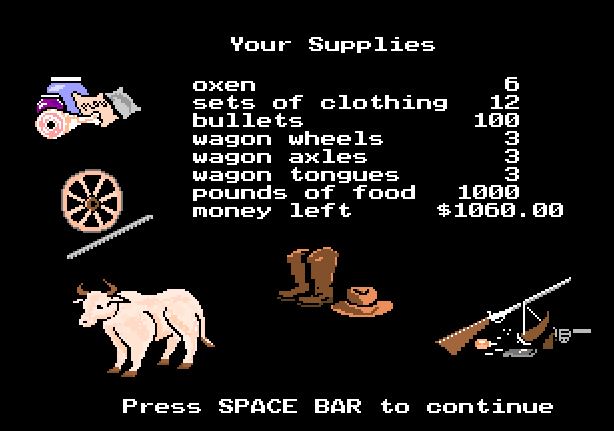 Your Supplies
oxen 6
sets of clothing 12
bullets 100
wagon wheels 3
wagon axles 3
wagon tongues 3
pounds of food 1000
money left $1060.00
Press SPACE BAR to continue